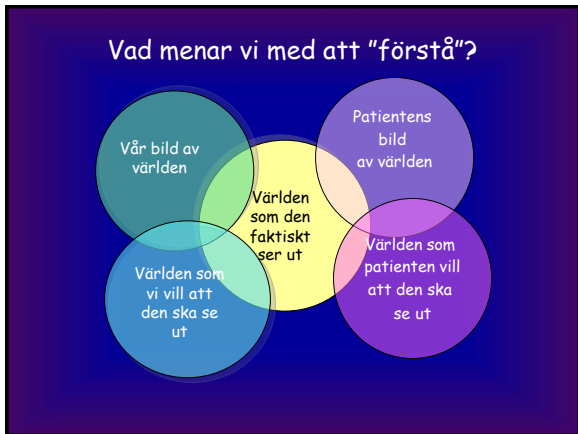 Vad menar vi med att ”förstå”?
Vår bild av
världen
Patientens
bild
av världen
Världen
som den
faktiskt
ser ut
Världen som
vi vill att
den ska se
ut
Världen som
patienten vill
att den ska
se ut